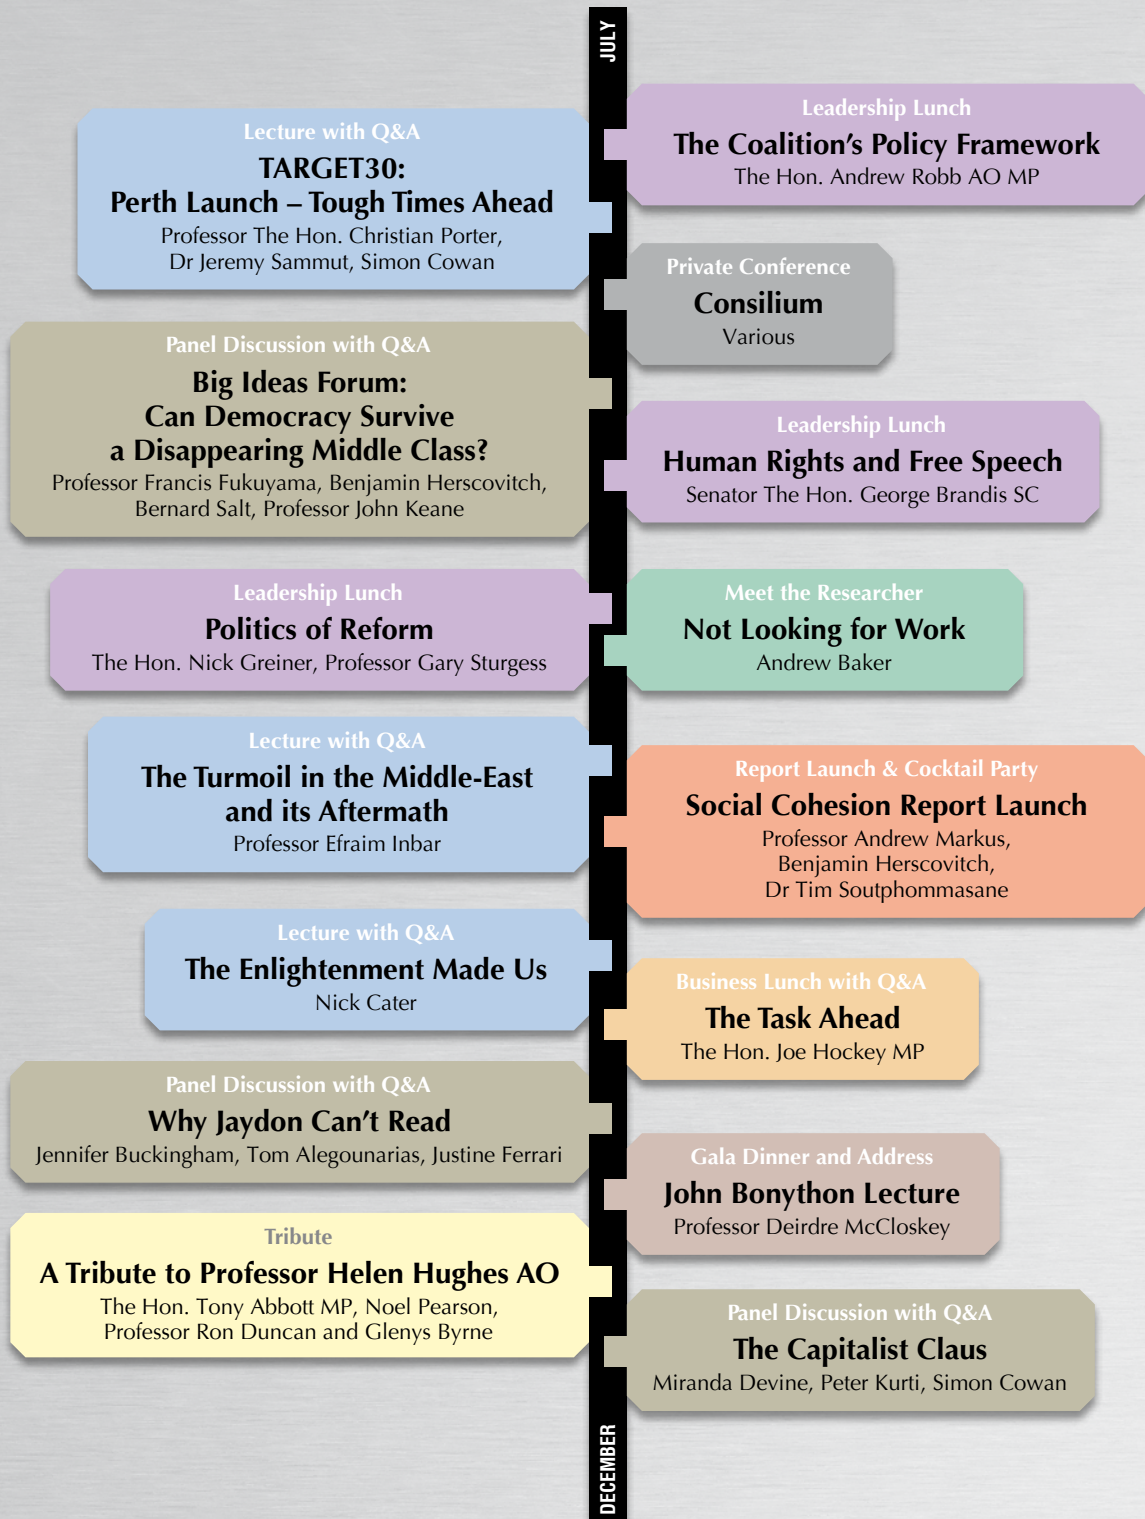 JULY
Leadership Lunch
The Coalition’s Policy Framework
The Hon. Andrew Robb AO MP
Lecture with Q&A
TARGET30:
Perth Launch – Tough Times Ahead
Professor The Hon. Christian Porter,
Dr Jeremy Sammut, Simon Cowan
Private Conference
Consilium
Various
Panel Discussion with Q&A
Big Ideas Forum:
Can Democracy Survive
a Disappearing Middle Class?
Professor Francis Fukuyama, Benjamin Herscovitch,
Bernard Salt, Professor John Keane
Leadership Lunch
Human Rights and Free Speech
Senator The Hon. George Brandis SC
Leadership Lunch
Politics of Reform
The Hon. Nick Greiner, Professor Gary Sturgess
Meet the Researcher
Not Looking for Work
Andrew Baker
Lecture with Q&A
The Turmoil in the Middle-East
and its Aftermath
Professor Efraim Inbar
Report Launch & Cocktail Party
Social Cohesion Report Launch
Professor Andrew Markus,
Benjamin Herscovitch,
Dr Tim Soutphommasane
Lecture with Q&A
The Enlightenment Made Us
Nick Cater
Business Lunch with Q&A
The Task Ahead
The Hon. Joe Hockey MP
Panel Discussion with Q&A
Why Jaydon Can’t Read
Jennifer Buckingham, Tom Alegounarias, Justine Ferrari
Gala Dinner and Address
John Bonython Lecture
Professor Deirdre McCloskey
Tribute
A Tribute to Professor Helen Hughes AO
The Hon. Tony Abbott MP, Noel Pearson,
Professor Ron Duncan and Glenys Byrne
Panel Discussion with Q&A
The Capitalist Claus
Miranda Devine, Peter Kurti, Simon Cowan
DECEMBER